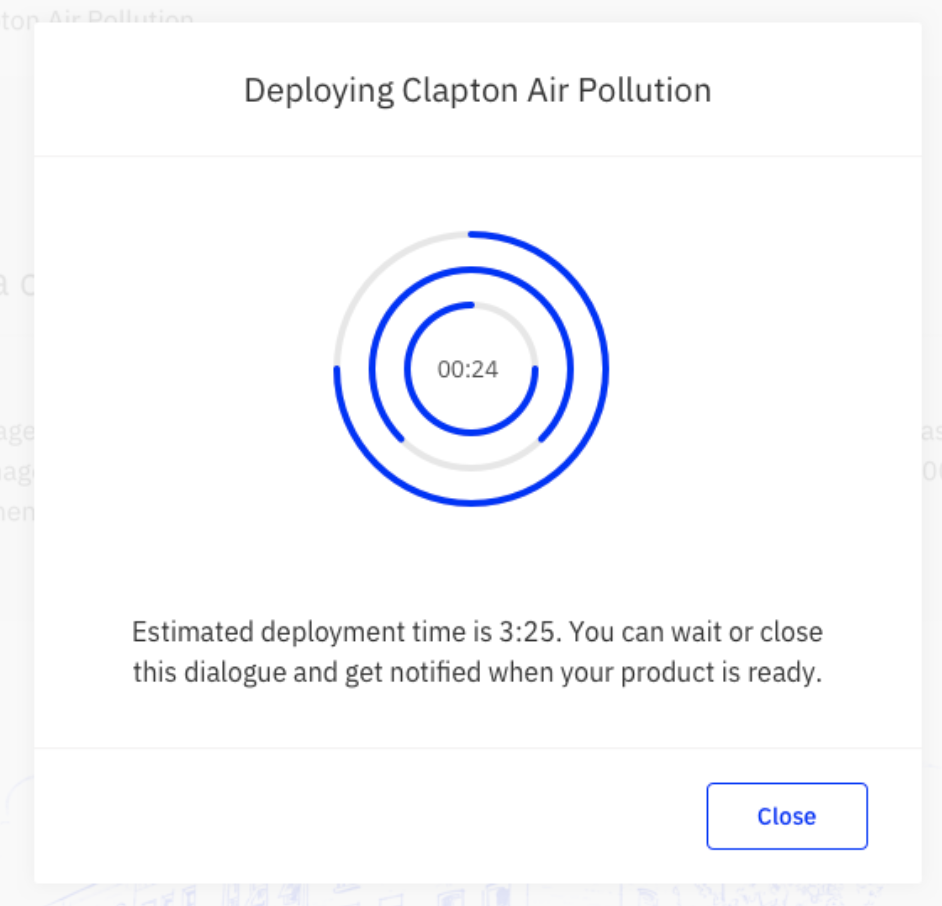 ton Air Pollution
Deploying Clapton Air Pollution
00:24
Estimated deployment time is 3:25. You can wait or close
this dialogue and get notified when your product is ready.
Close